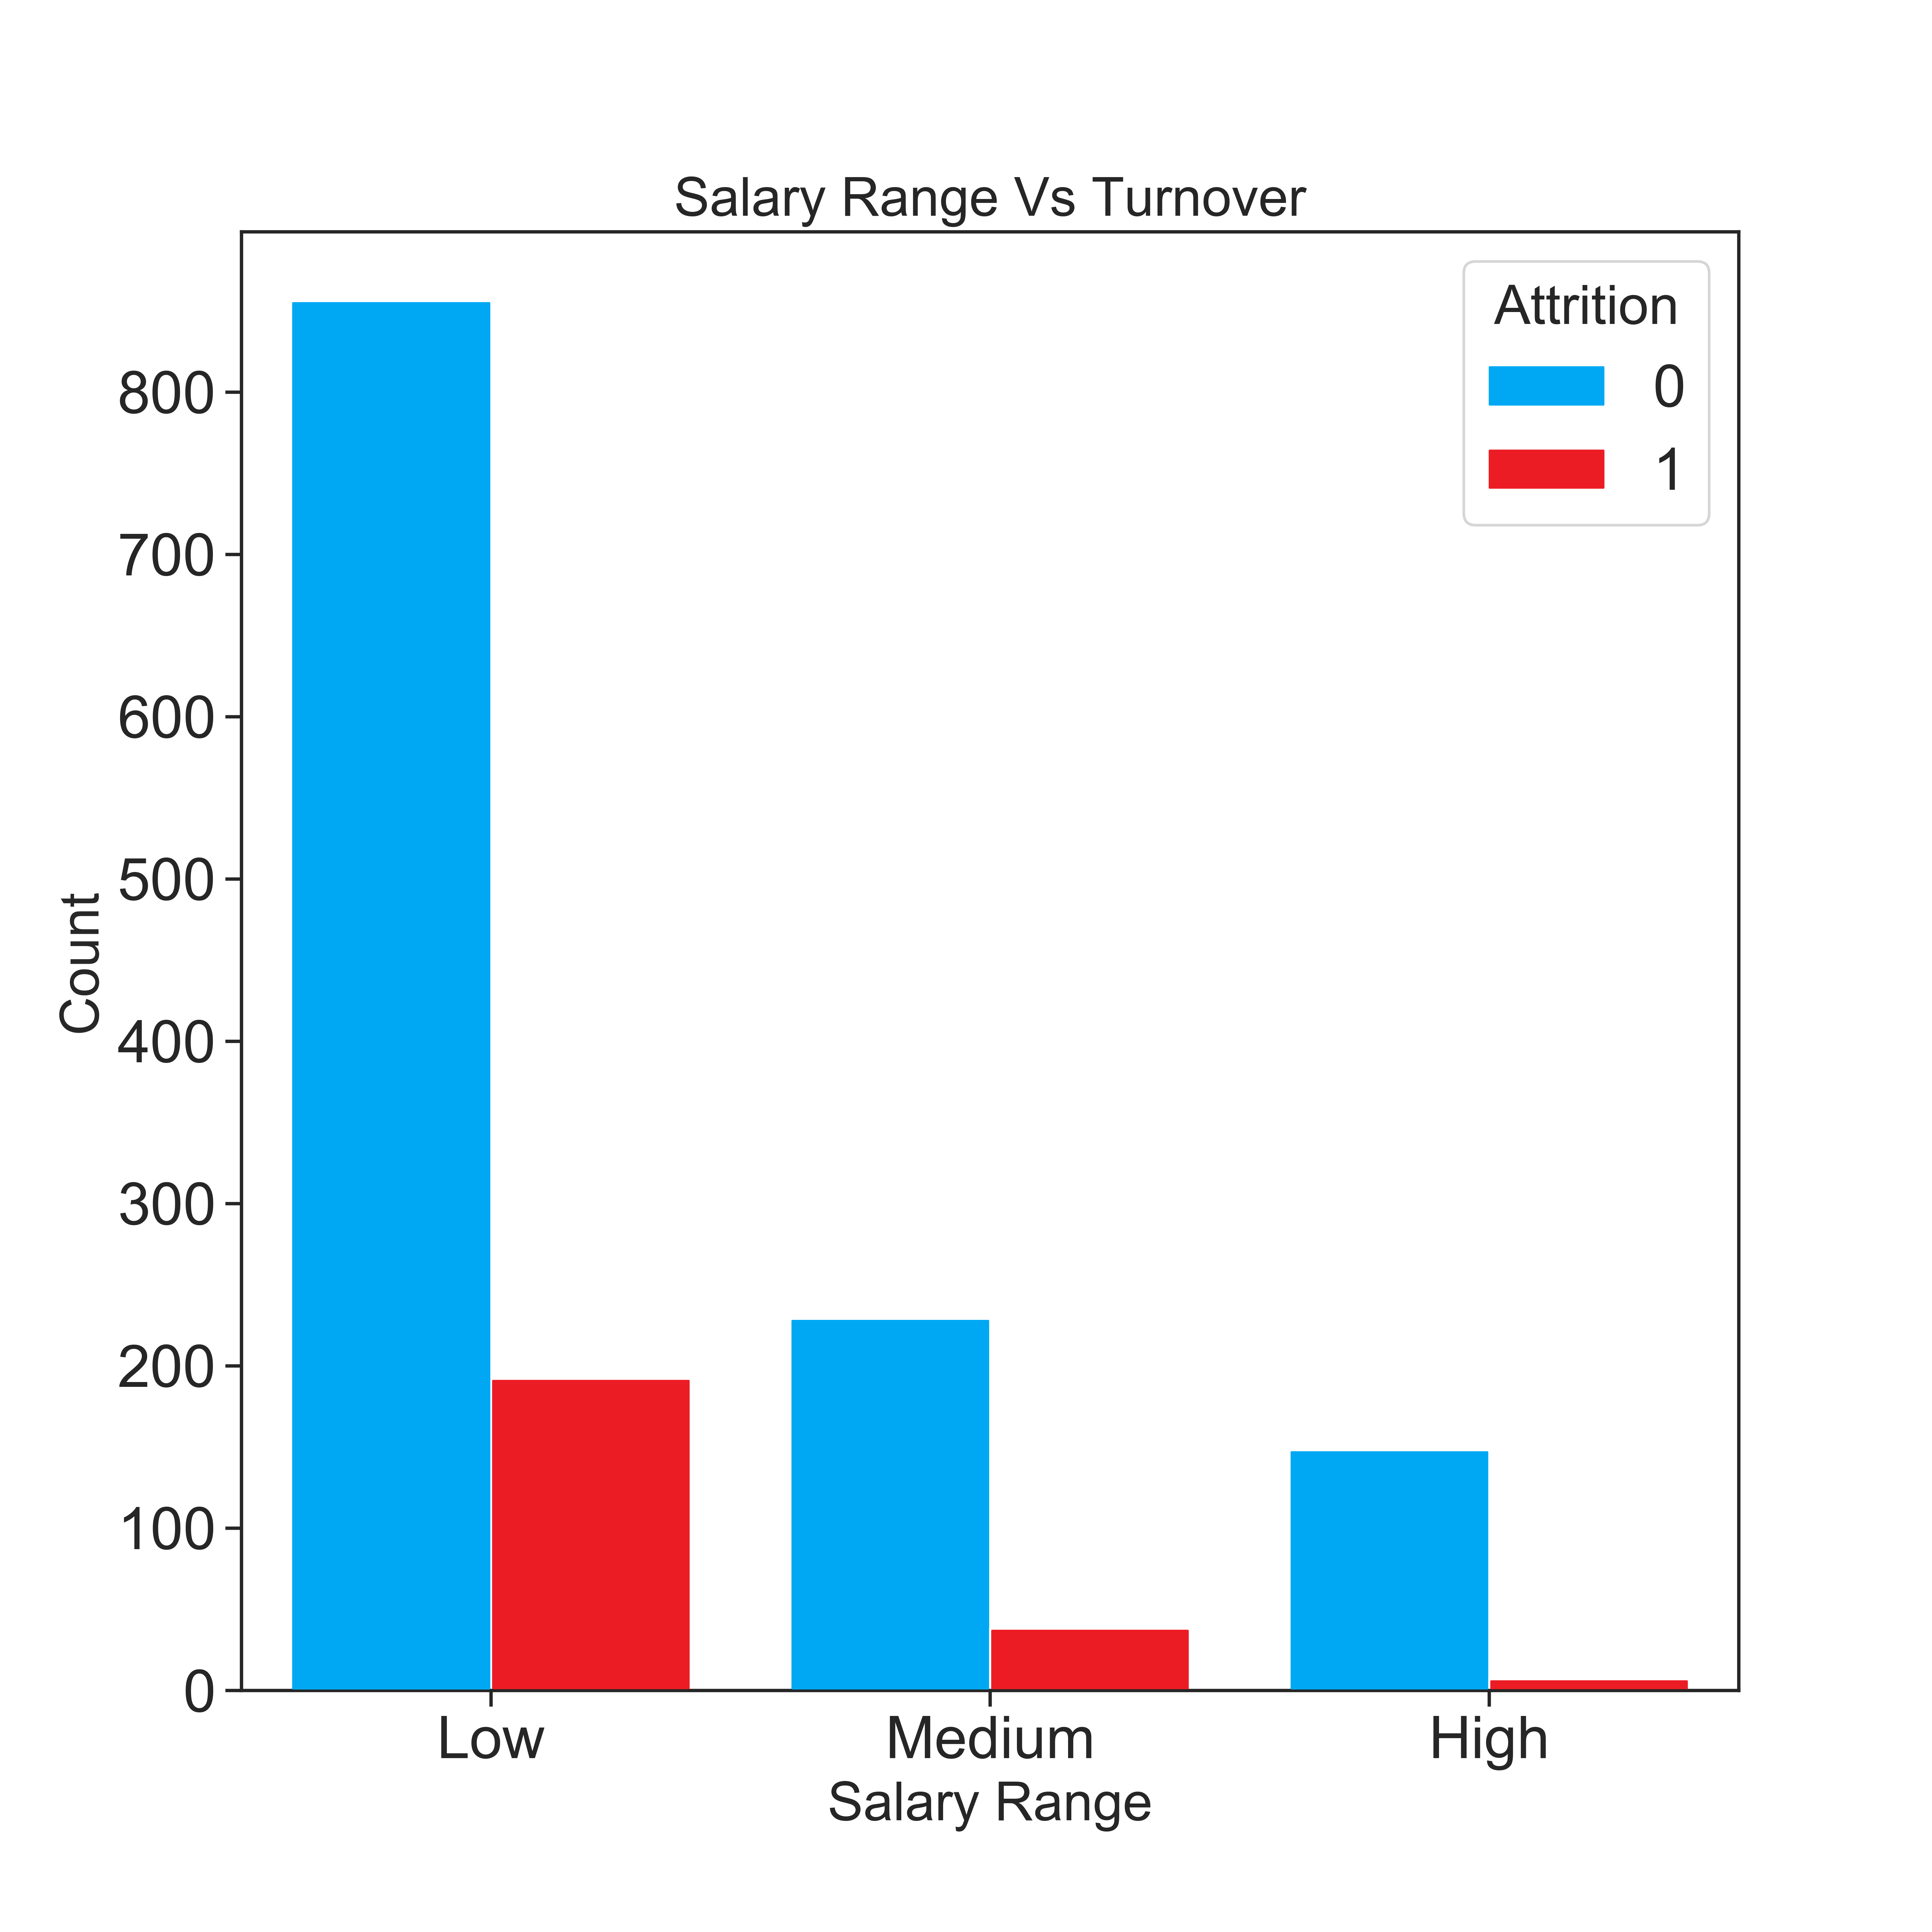 Salary Range Vs Turnover
Attrition
0
1
Count
800
700
600
500
400
300
200
100
0
Low
Medium
High
Salary Range